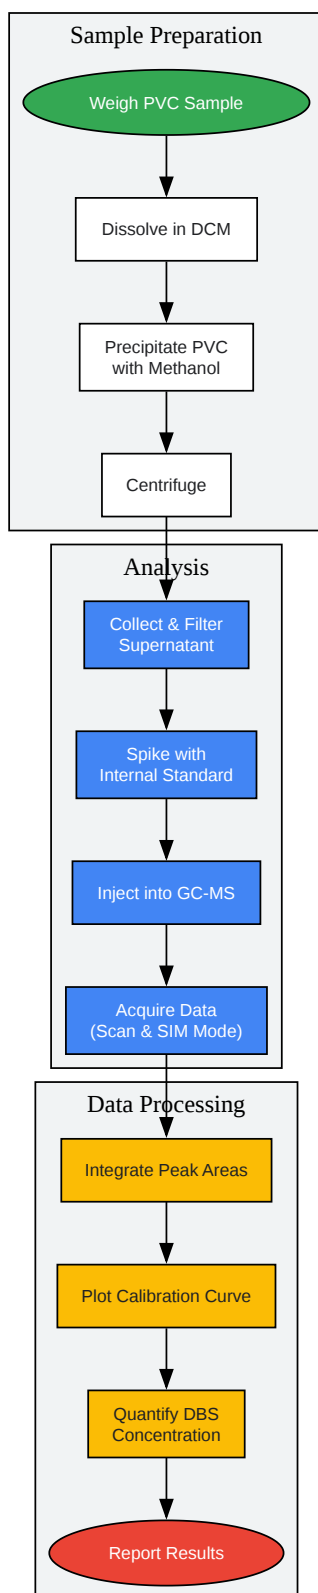 Sample Preparation
Weigh PVC Sample
Dissolve in DCM
Precipitate PVC
with Methanol
Centrifuge
Analysis
Collect & Filter
Supernatant
Spike with
Internal Standard
Inject into GC-MS
Acquire Data
(Scan & SIM Mode)
Data Processing
Integrate Peak Areas
Plot Calibration Curve
Quantify DBS
Concentration
Report Results